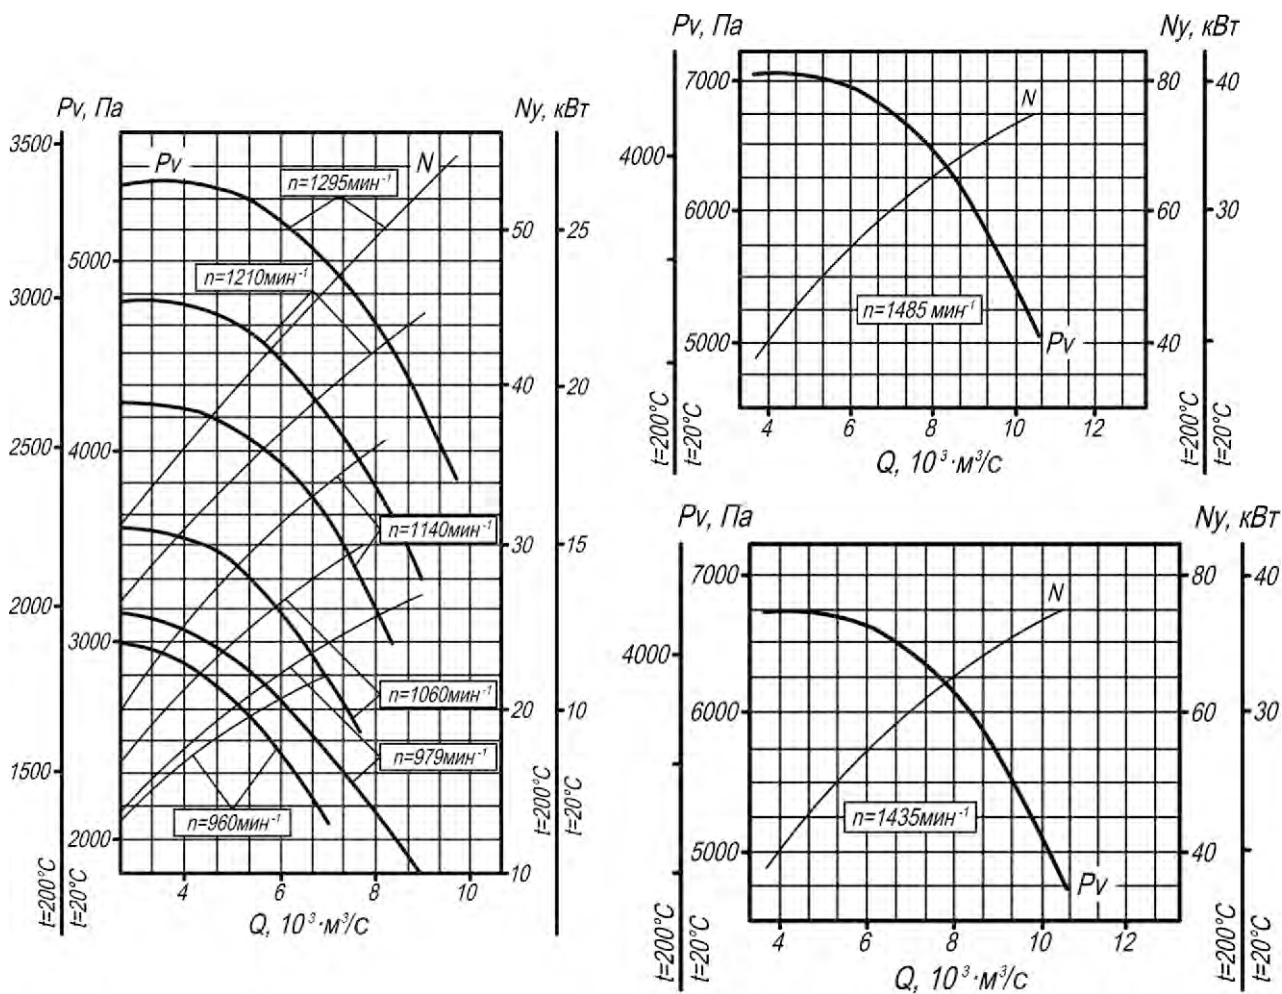 Pv, Па
Nу, кВт
3500
3000
2500
2000
1500
5000
4000
3000
2000
Pv
N
n=1295мин⁻¹
n=1210мин⁻¹
n=1140мин⁻¹
n=1060мин⁻¹
n=979мин⁻¹
n=960мин⁻¹
50
40
30
20
10
25
20
15
10
t=200°C
t=20°C
t=200°C
t=20°C
4
6
8
10
Q, 10³·м³/с
Pv, Па
Nу, кВт
7000
6000
5000
4000
N
n=1485 мин⁻¹
Pv
80
60
40
40
30
t=200°C
t=20°C
t=200°C
t=20°C
4
6
8
10
12
Q, 10³·м³/с
Pv, Па
Nу, кВт
7000
6000
5000
4000
N
n=1435мин⁻¹
Pv
80
60
40
40
30
t=200°C
t=20°C
t=200°C
t=20°C
4
6
8
10
12
Q, 10³·м³/с